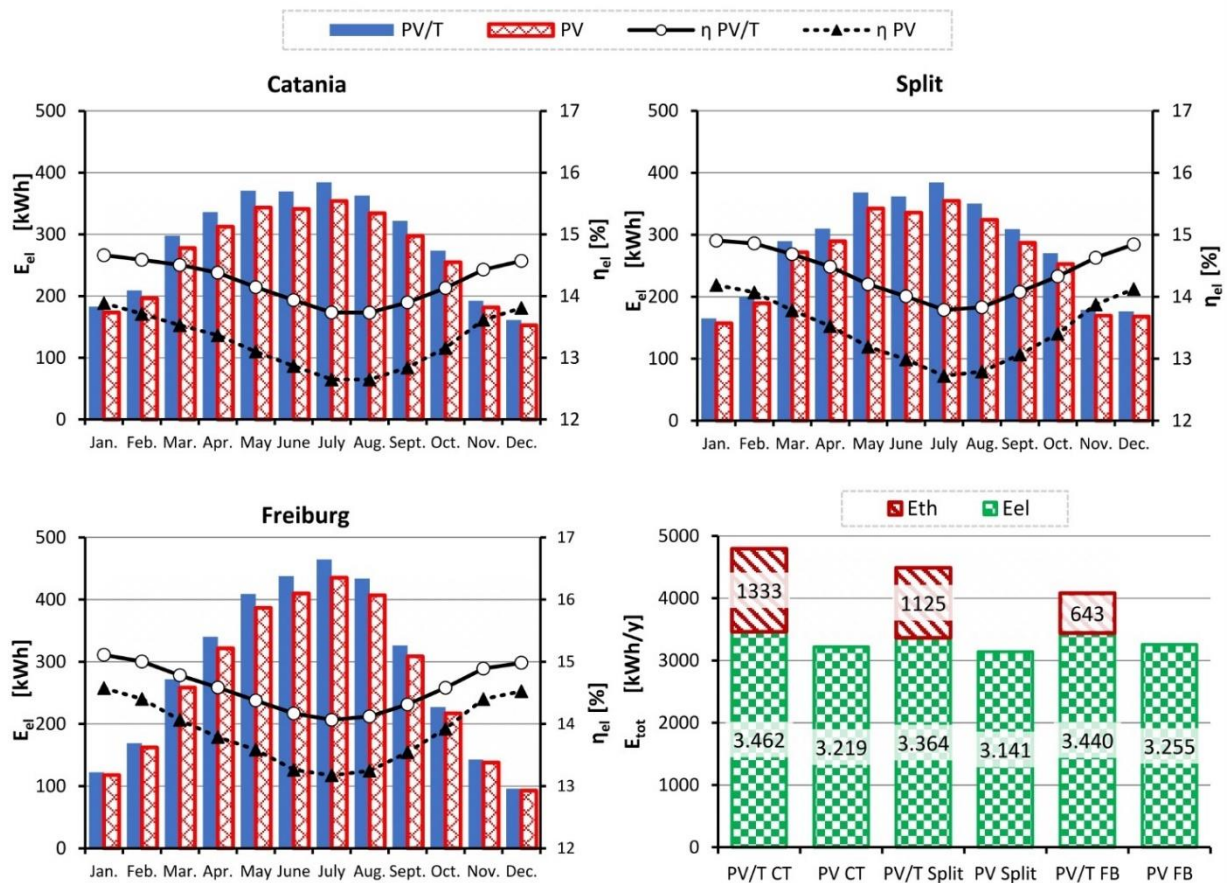 PV/T PV η PV/T η PV
Catania
500
400
300
200
100
0
E_el [kWh]
17
16
15
14
13
12
η_el [%]
Jan. Feb. Mar. Apr. May June July Aug. Sept. Oct. Nov. Dec.
Split
500
400
300
200
100
0
E_el [kWh]
17
16
15
14
13
12
η_el [%]
Jan. Feb. Mar. Apr. May June July Aug. Sept. Oct. Nov. Dec.
Freiburg
500
400
300
200
100
0
E_el [kWh]
17
16
15
14
13
12
η_el [%]
Jan. Feb. Mar. Apr. May June July Aug. Sept. Oct. Nov. Dec.
Eth Eel
5000
4000
3000
2000
1000
0
E_tot [kWh/y]
1333 1125 643
3.462 3.219 3.364 3.141 3.440 3.255
PV/T CT PV CT PV/T Split PV Split PV/T FB PV FB